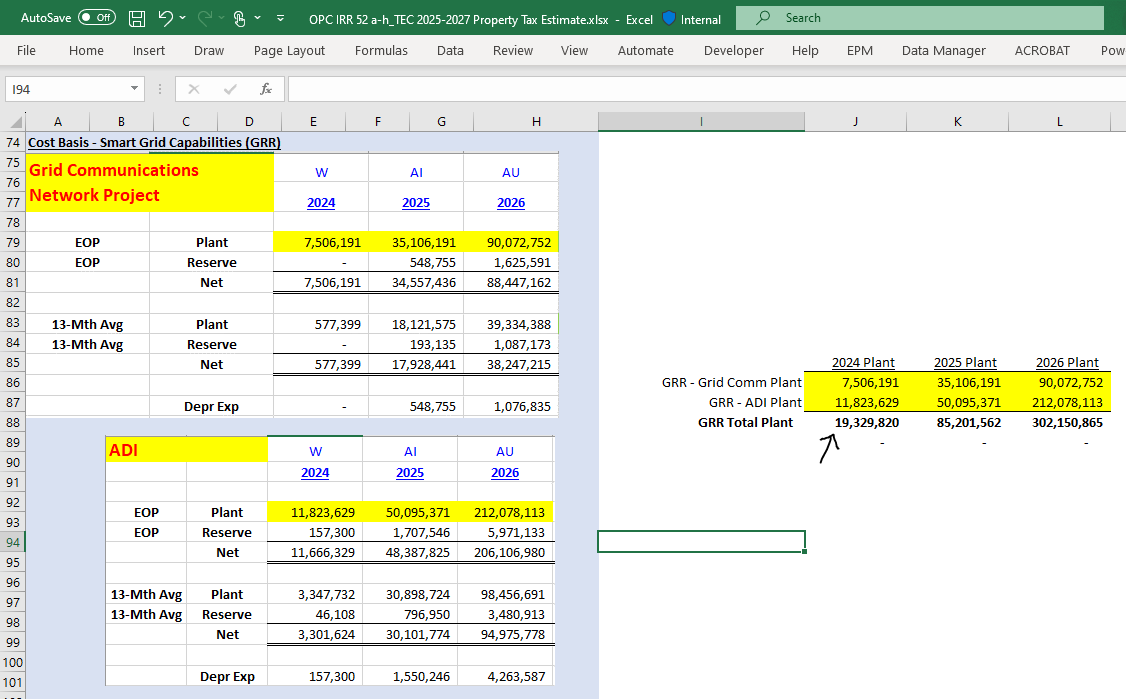 AutoSave Off OPC IRR 52 a-h_TEC 2025-2027 Property Tax Estimate.xlsx - Excel Internal Search
File Home Insert Draw Page Layout Formulas Data Review View Automate Developer Help EPM Data Manager ACROBAT Pow
I94 fx
A B C D E F G H I J K L
74 Cost Basis - Smart Grid Capabilities (GRR)
75 Grid Communications W AI AU
76
77 Network Project 2024 2025 2026
78
79 EOP Plant 7,506,191 35,106,191 90,072,752
80 EOP Reserve - 548,755 1,625,591
81 Net 7,506,191 34,557,436 88,447,162
82
83 13-Mth Avg Plant 577,399 18,121,575 39,334,388
84 13-Mth Avg Reserve - 193,135 1,087,173
85 Net 577,399 17,928,441 38,247,215 2024 Plant 2025 Plant 2026 Plant
86 GRR - Grid Comm Plant 7,506,191 35,106,191 90,072,752
87 Depr Exp - 548,755 1,076,835 GRR - ADI Plant 11,823,629 50,095,371 212,078,113
88 GRR Total Plant 19,329,820 85,201,562 302,150,865
89 ADI W AI AU - - -
90
91 2024 2025 2026
92
93 EOP Plant 11,823,629 50,095,371 212,078,113
94 EOP Reserve 157,300 1,707,546 5,971,133
95 Net 11,666,329 48,387,825 206,106,980
96
97 13-Mth Avg Plant 3,347,732 30,898,724 98,456,691
98 13-Mth Avg Reserve 46,108 796,950 3,480,913
99 Net 3,301,624 30,101,774 94,975,778
100
101 Depr Exp 157,300 1,550,246 4,263,587